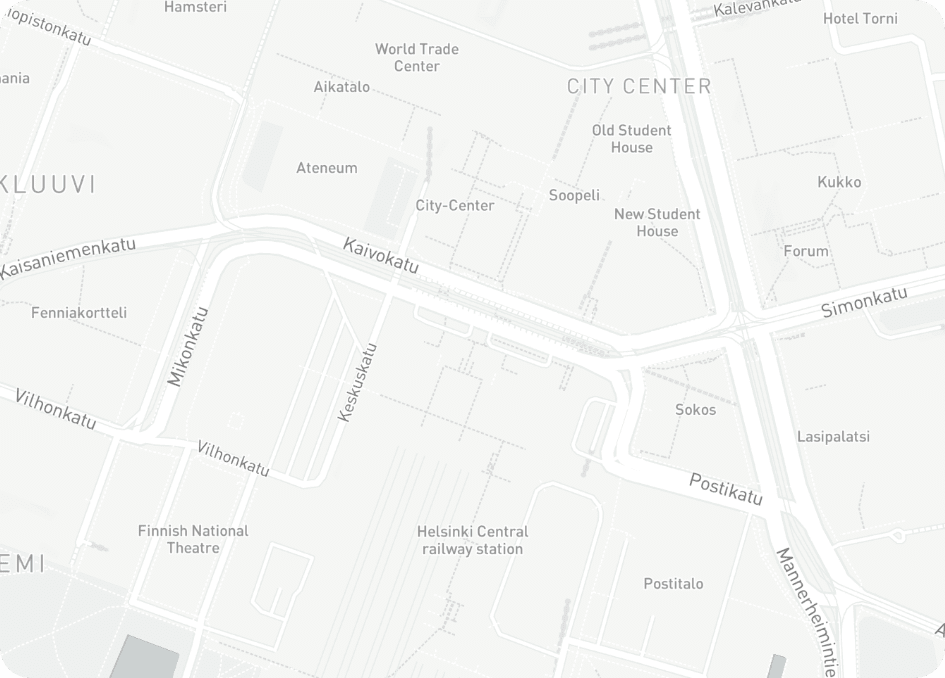 Hamsteri
Kalevankatu
Hotel Torni
iopistonkatu
World Trade
Center
ania
Aikatalo
CITY CENTER
Old Student
House
Ateneum
KLUUVI
Kukko
Soopeli
City-Center
New Student
House
Kaisaniemenkatu
Kaivokatu
Forum
Simonkatu
Fenniakortteli
Mikonkatu
Keskuskatu
Vilhonkatu
Sokos
Lasipalatsi
Vilhonkatu
Postikatu
Finnish National
Theatre
Helsinki Central
railway station
EMI
Postitalo
Mannerheimintie
A